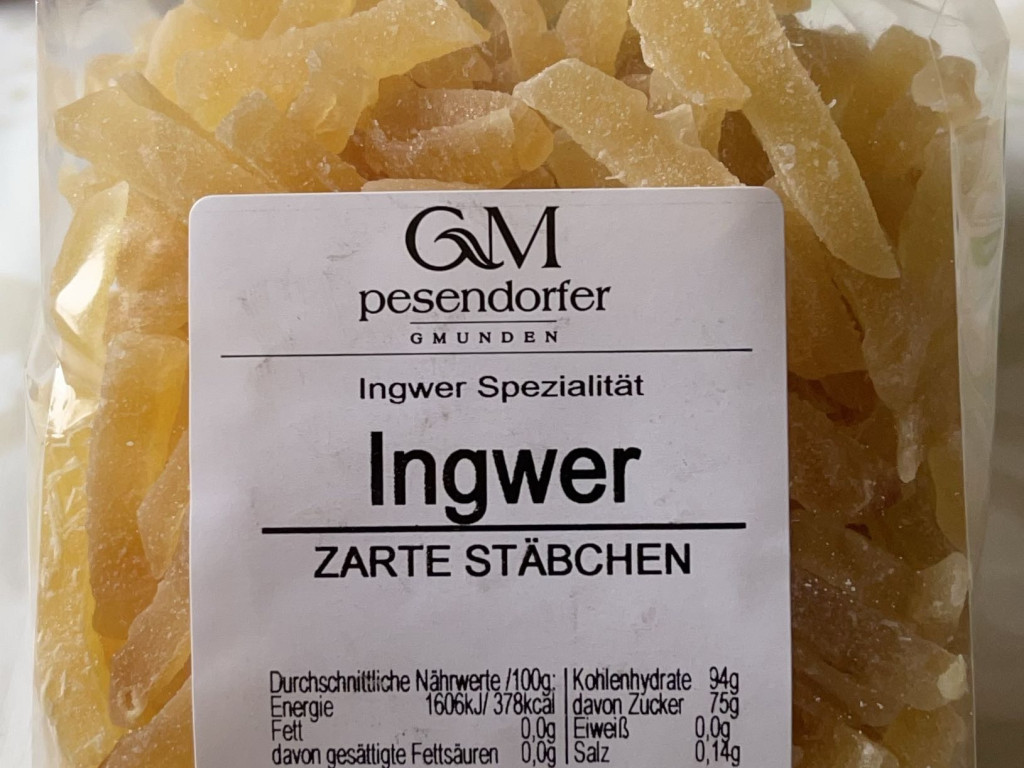 GM
pesendorfer
GMUNDEN
Ingwer Spezialität
Ingwer
ZARTE STÄBCHEN
Durchschnittliche Nährwerte /100g: | Kohlenhydrate 94g
Energie 1606kJ/ 378kcal | davon Zucker 75g
Fett 0,0g | Eiweiß 0,0g
davon gesättigte Fettsäuren 0,0g | Salz 0,14g